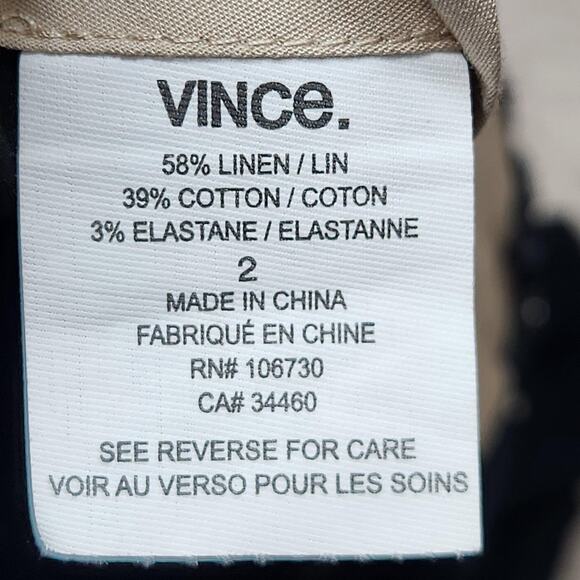 VINCE.
58% LINEN / LIN
39% COTTON / COTON
3% ELASTANE / ELASTANNE
2
MADE IN CHINA
FABRIQUÉ EN CHINE
RN# 106730
CA# 34460
SEE REVERSE FOR CARE
VOIR AU VERSO POUR LES SOINS